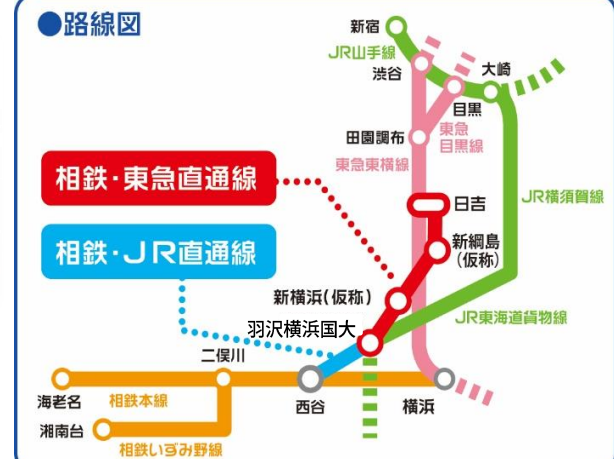 ●路線図
新宿
JR山手線
渋谷
大崎
目黒
田園調布
東急
目黒線
東急東横線
相鉄・東急直通線
日吉
JR横須賀線
相鉄・JR直通線
新綱島
(仮称)
新横浜(仮称)
羽沢横浜国大
JR東海道貨物線
二俣川
海老名
相鉄本線
西谷
横浜
湘南台
相鉄いずみ野線